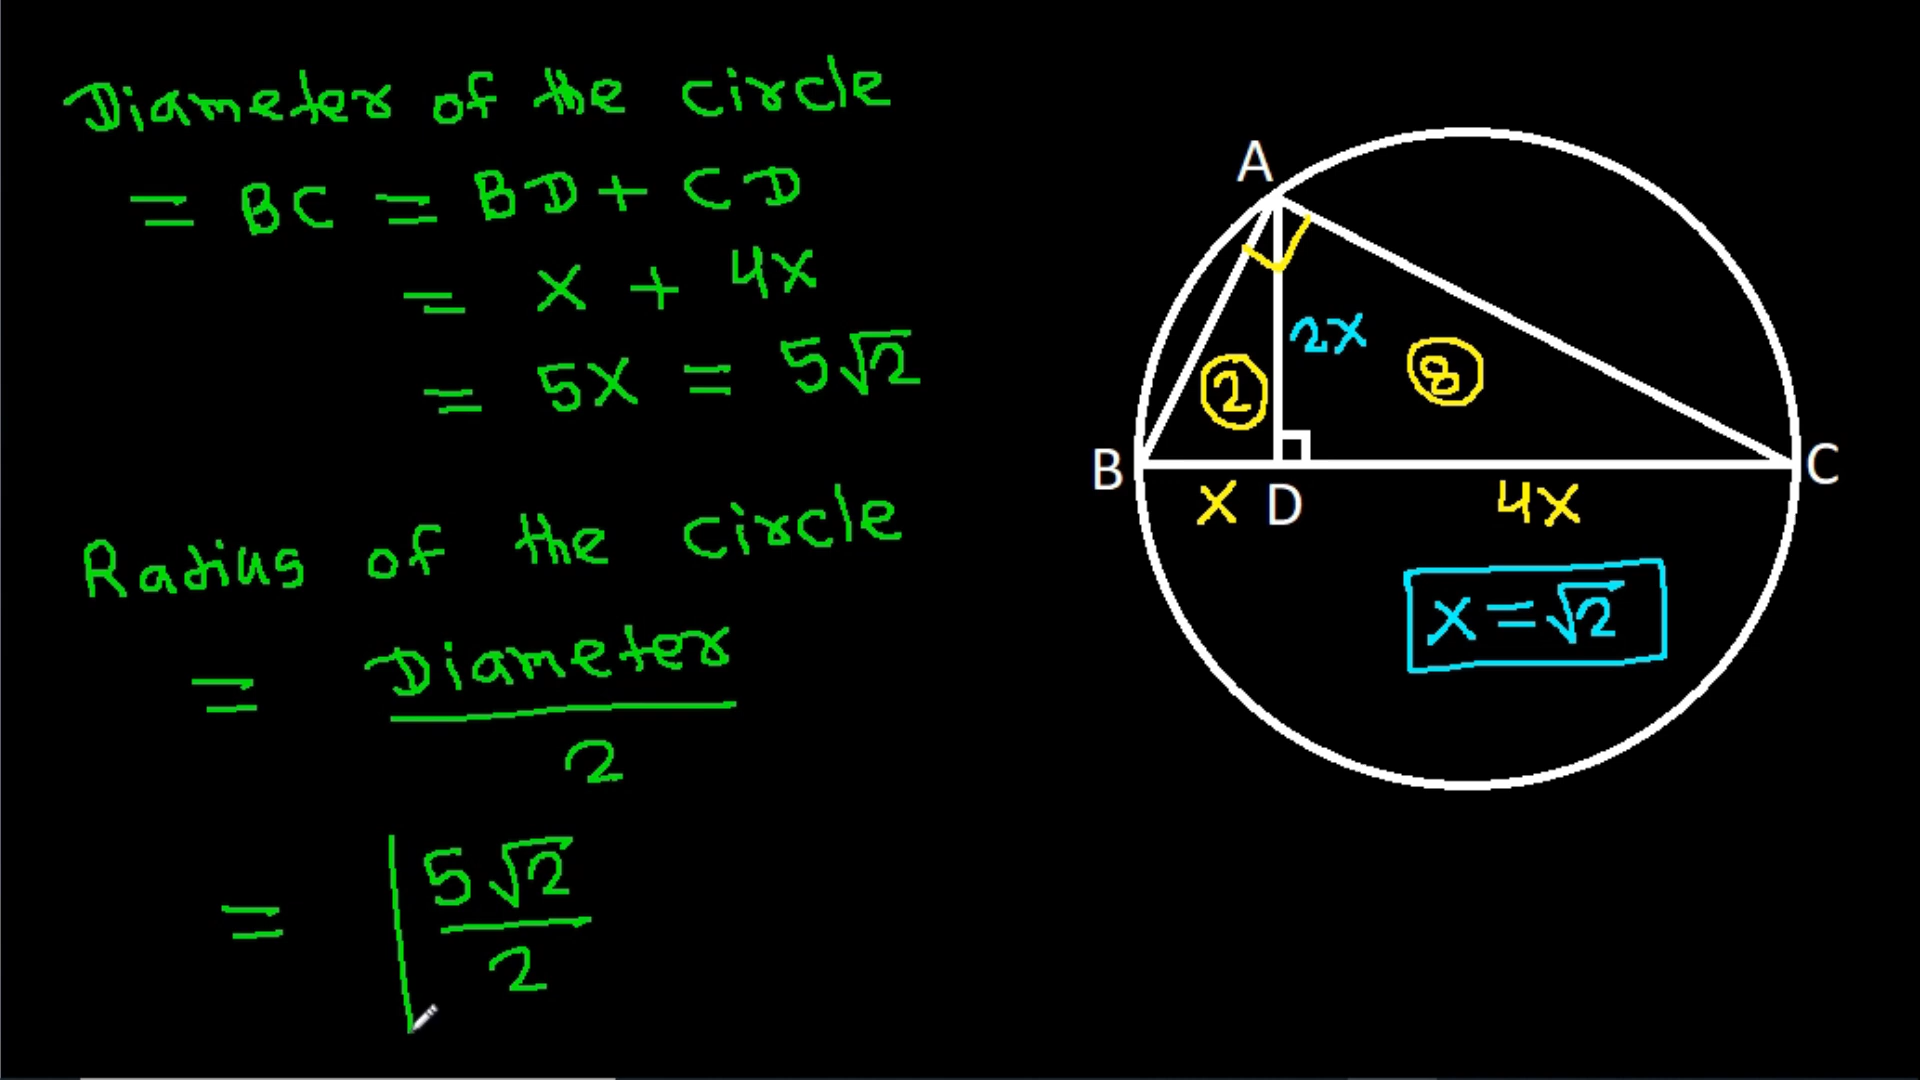 Diameter of the circle
= BC = BD + CD
= x + 4x
= 5x = 5√2
Radius of the circle
= Diameter
2
= 5√2
2
A
2x
2
8
B
C
x
D
4x
x = √2